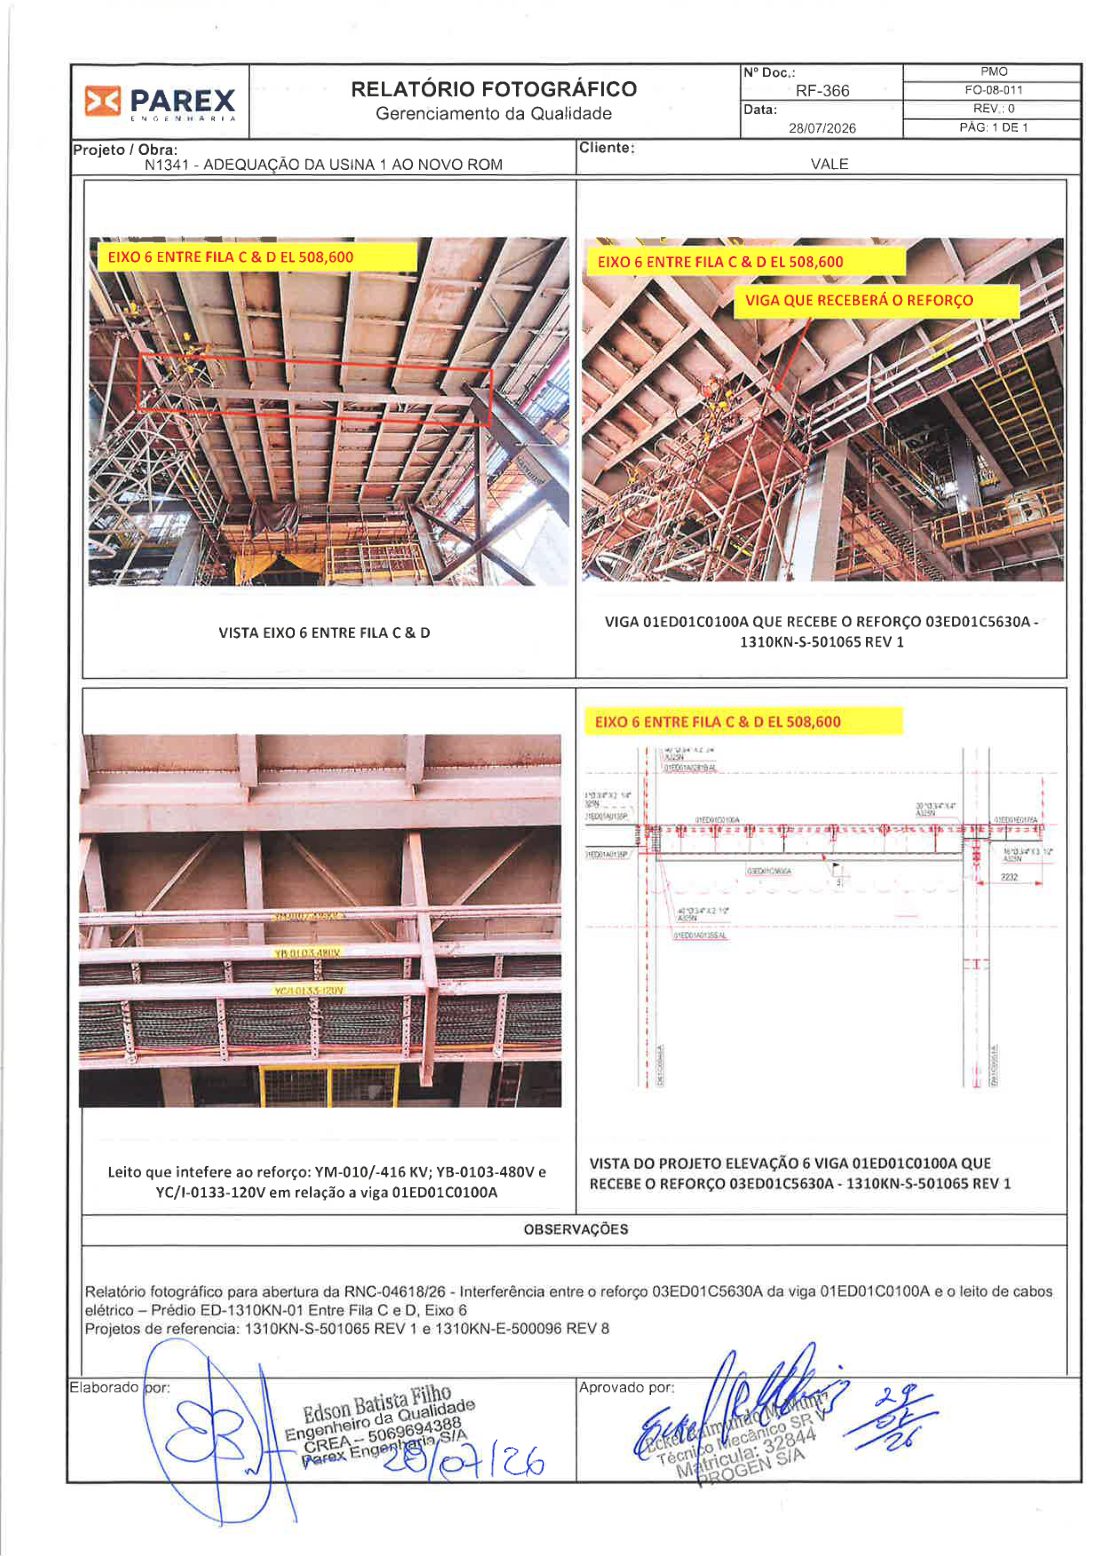 PAREX
ENGENHARIA
RELATÓRIO FOTOGRÁFICO
Gerenciamento da Qualidade
Nº Doc.:
RF-366
Data:
28/07/2026
PMO
FO-08-011
REV.: 0
PÁG: 1 DE 1
Projeto / Obra:
N1341 - ADEQUAÇÃO DA USINA 1 AO NOVO ROM
Cliente:
VALE
EIXO 6 ENTRE FILA C & D EL 508,600
EIXO 6 ENTRE FILA C & D EL 508,600
VIGA QUE RECEBERÁ O REFORÇO
VISTA EIXO 6 ENTRE FILA C & D
VIGA 01ED01C0100A QUE RECEBE O REFORÇO 03ED01C5630A -
1310KN-S-501065 REV 1
YB-0103-480V
YC/I-0133-120V
EIXO 6 ENTRE FILA C & D EL 508,600
A325N
01ED01C0100A
A325N
03ED01C5630A
A325N
2232
A325N
Leito que intefere ao reforço: YM-010/-416 KV; YB-0103-480V e
YC/I-0133-120V em relação a viga 01ED01C0100A
VISTA DO PROJETO ELEVAÇÃO 6 VIGA 01ED01C0100A QUE
RECEBE O REFORÇO 03ED01C5630A - 1310KN-S-501065 REV 1
OBSERVAÇÕES
Relatório fotográfico para abertura da RNC-04618/26 - Interferência entre o reforço 03ED01C5630A da viga 01ED01C0100A e o leito de cabos
elétrico – Prédio ED-1310KN-01 Entre Fila C e D, Eixo 6
Projetos de referencia: 1310KN-S-501065 REV 1 e 1310KN-E-500096 REV 8
Elaborado por:
Edson Batista Filho
Engenheiro da Qualidade
CREA – 5069694388
Parex Engenharia S/A
28/07/26
Aprovado por:
Técnico Mecânico SR V
Matricula: 32844
PROGEN S/A
29
07
26